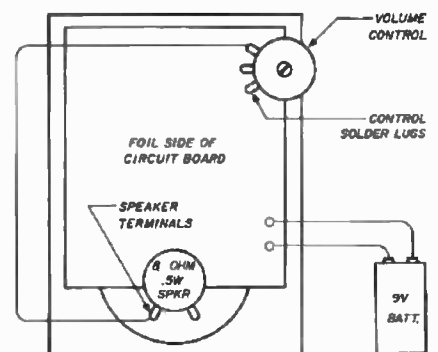 VOLUME
CONTROL
CONTROL
SOLDER LUGS
FOIL SIDE OF
CIRCUIT BOARD
SPEAKER
TERMINALS
8 OHM
.5W
SPKR
9V
BATT.